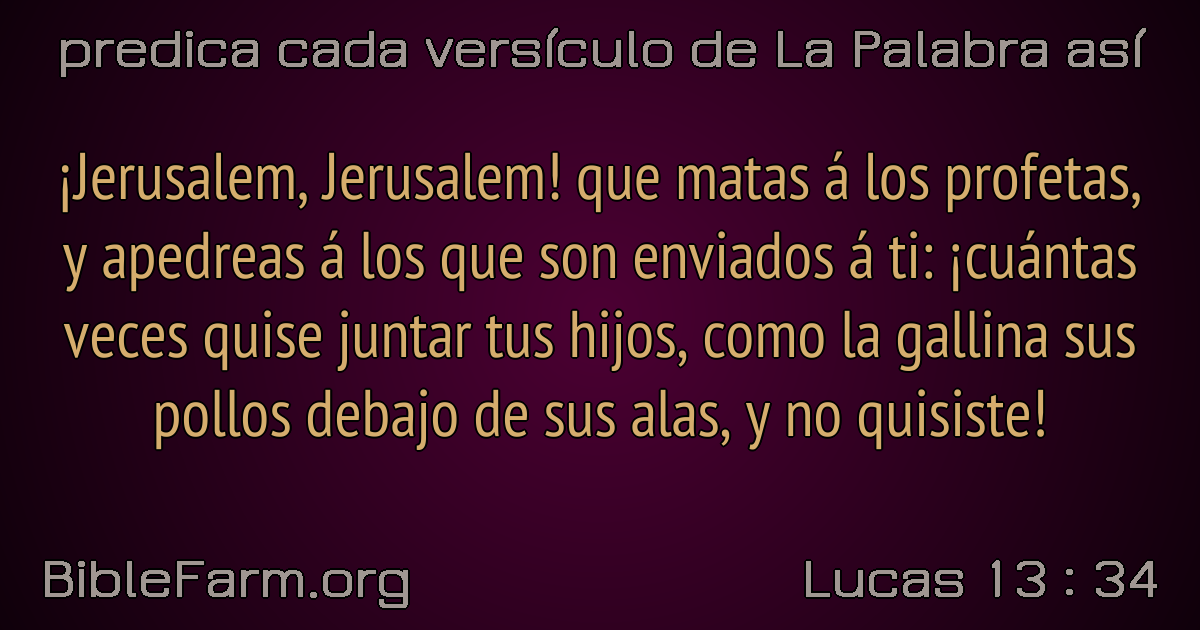 predica cada versículo de La Palabra así
¡Jerusalem, Jerusalem! que matas á los profetas,
y apedreas á los que son enviados á ti: ¡cuántas
veces quise juntar tus hijos, como la gallina sus
pollos debajo de sus alas, y no quisiste!
BibleFarm.org
Lucas 13 : 34